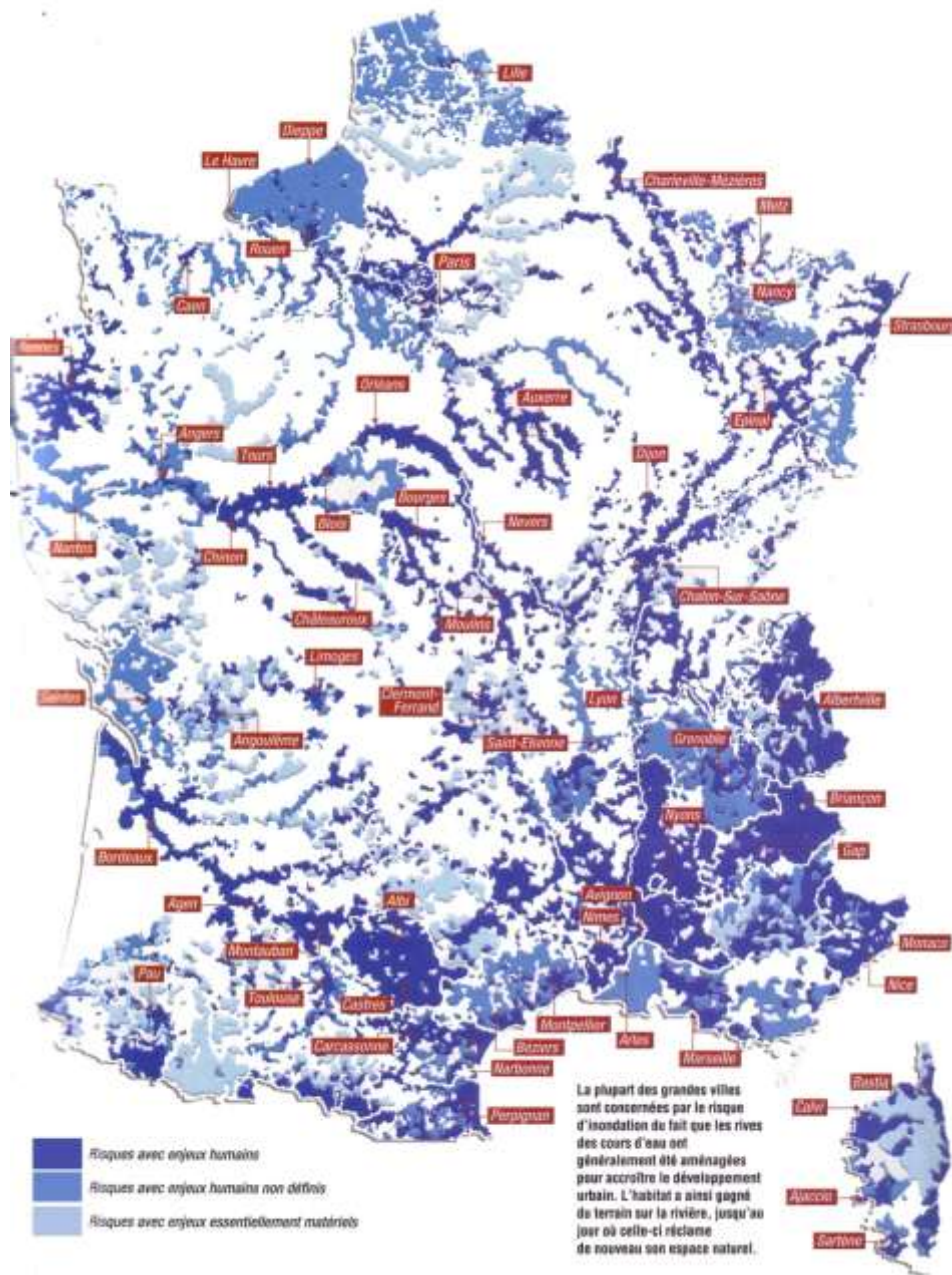 Lille
Dieppe
Le Havre
Charleville-Mézières
Metz
Rouen
Paris
Nancy
Caen
Strasbour
Rennes
Orléans
Auxerre
Epinal
Angers
Tours
Dijon
Bourges
Blois
Nevers
Nantes
Chinon
Chalon-Sur-Saône
Châteauroux
Moulins
Limoges
Saintes
Clermont-
Ferrand
Lyon
Albertville
Angoulême
Saint-Etienne
Grenoble
Briançon
Nyons
Bordeaux
Gap
Agen
Albi
Avignon
Nîmes
Montauban
Monaco
Pau
Toulouse
Castres
Nice
Montpellier
Carcassonne
Béziers
Arles
Marseille
Narbonne
Perpignan
Bastia
Calvi
Ajaccio
Sartène
La plupart des grandes villes
sont concernées par le risque
d'inondation du fait que les rives
des cours d'eau ont
généralement été aménagées
pour accroître le développement
urbain. L'habitat a ainsi gagné
du terrain sur la rivière, jusqu'au
jour où celle-ci réclame
de nouveau son espace naturel.
Risques avec enjeux humains
Risques avec enjeux humains non définis
Risques avec enjeux essentiellement matériels